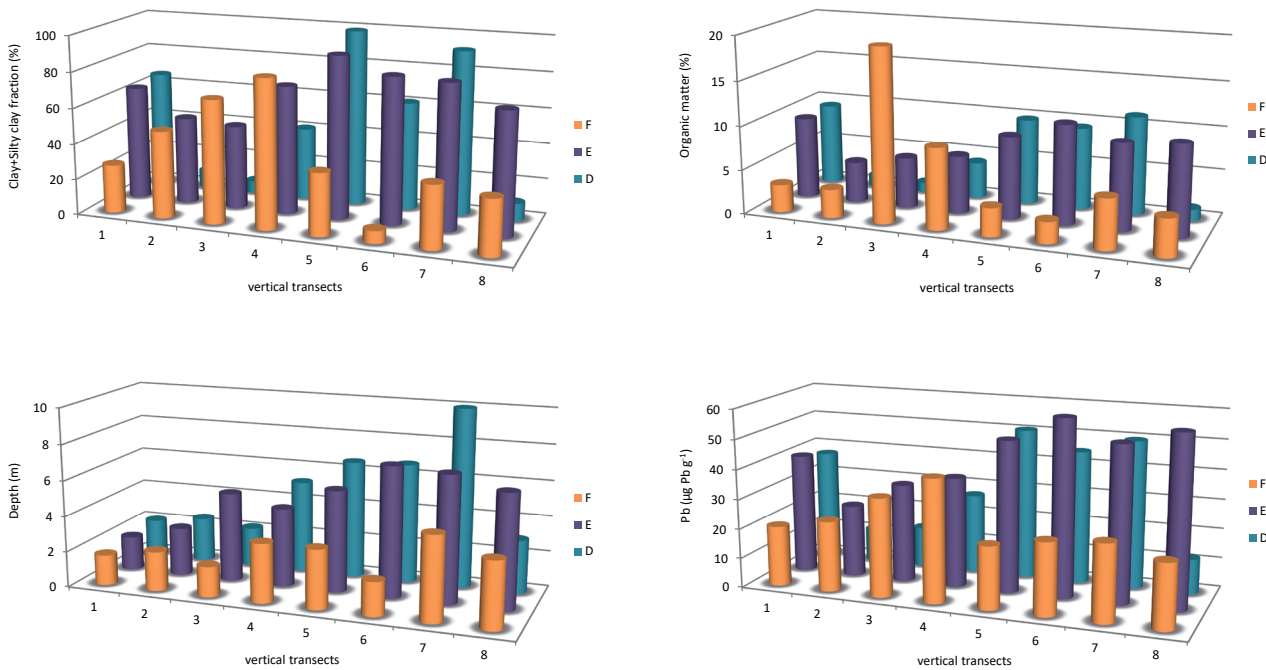 100
80
60
40
20
0
Clay+Silty clay fraction (%)
1 2 3 4 5 6 7 8
vertical transects
F
E
D
20
15
10
5
0
Organic matter (%)
1 2 3 4 5 6 7 8
vertical transects
F
E
D
10
8
6
4
2
0
Depth (m)
1 2 3 4 5 6 7 8
vertical transects
F
E
D
60
50
40
30
20
10
0
Pb (µg Pb g⁻¹)
1 2 3 4 5 6 7 8
vertical transects
F
E
D